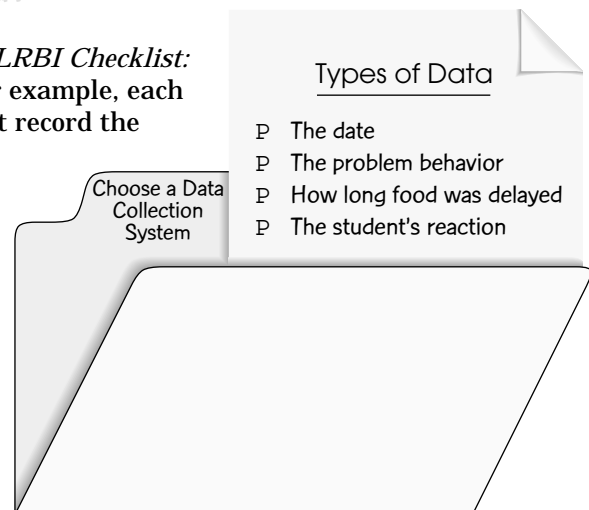 LRBI Checklist:
example, each
record the
Types of Data
P The date
P The problem behavior
P How long food was delayed
P The student's reaction
Choose a Data
Collection
System